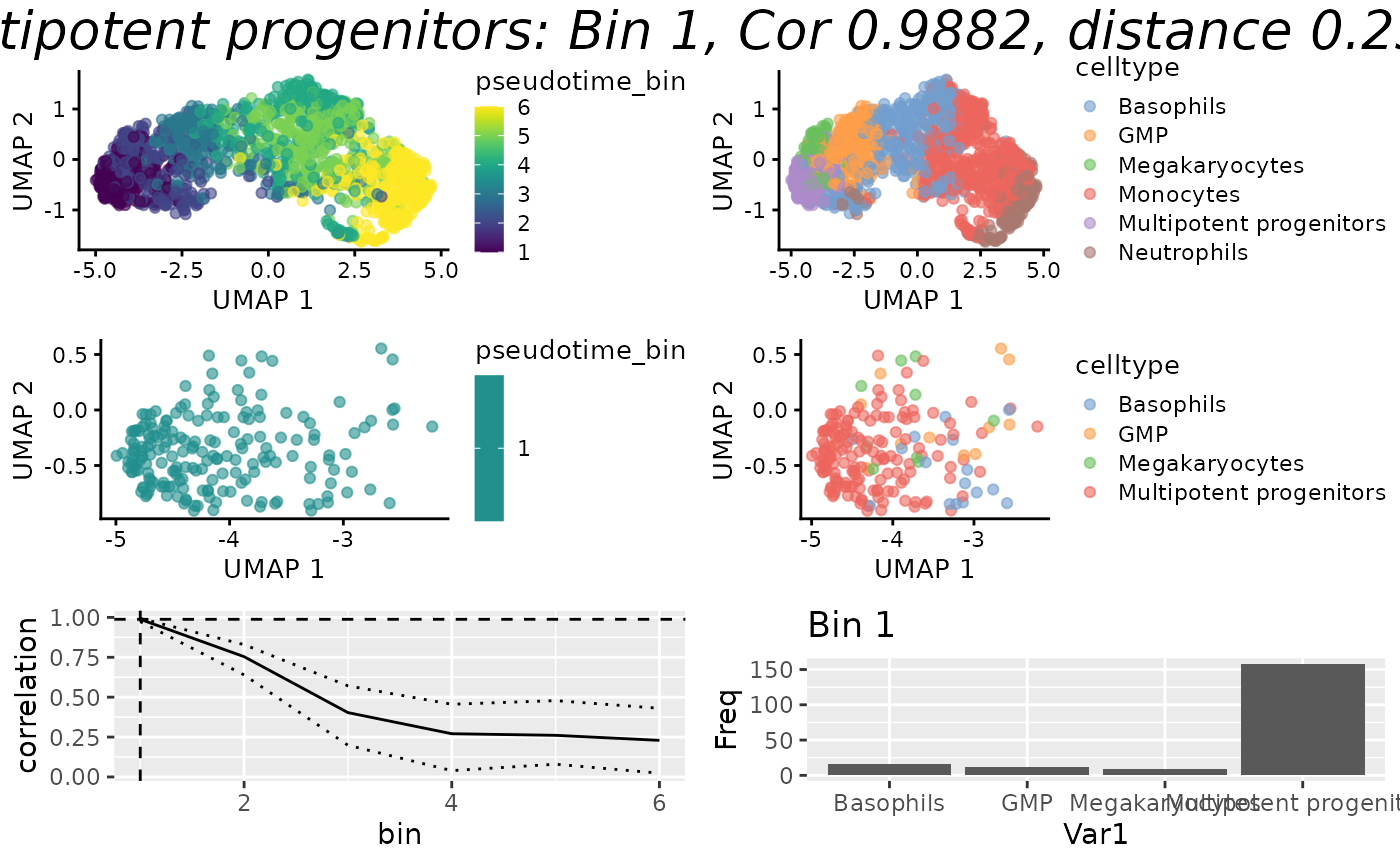 tipotent progenitors: Bin 1, Cor 0.9882, distance 0.2
pseudotime_bin
6
5
4
3
2
1
UMAP 2
1
0
-1
-5.0 -2.5 0.0 2.5 5.0
UMAP 1
celltype
Basophils
GMP
Megakaryocytes
Monocytes
Multipotent progenitors
Neutrophils
UMAP 2
1
0
-1
-5.0 -2.5 0.0 2.5 5.0
UMAP 1
pseudotime_bin
1
UMAP 2
0.5
0.0
-0.5
-5 -4 -3
UMAP 1
celltype
Basophils
GMP
Megakaryocytes
Multipotent progenitors
UMAP 2
0.5
0.0
-0.5
-5 -4 -3
UMAP 1
correlation
1.00
0.75
0.50
0.25
0.00
2 4 6
bin
Bin 1
Freq
150
100
50
0
Basophils GMP Megakaryocytes Multipotent progenit
Var1